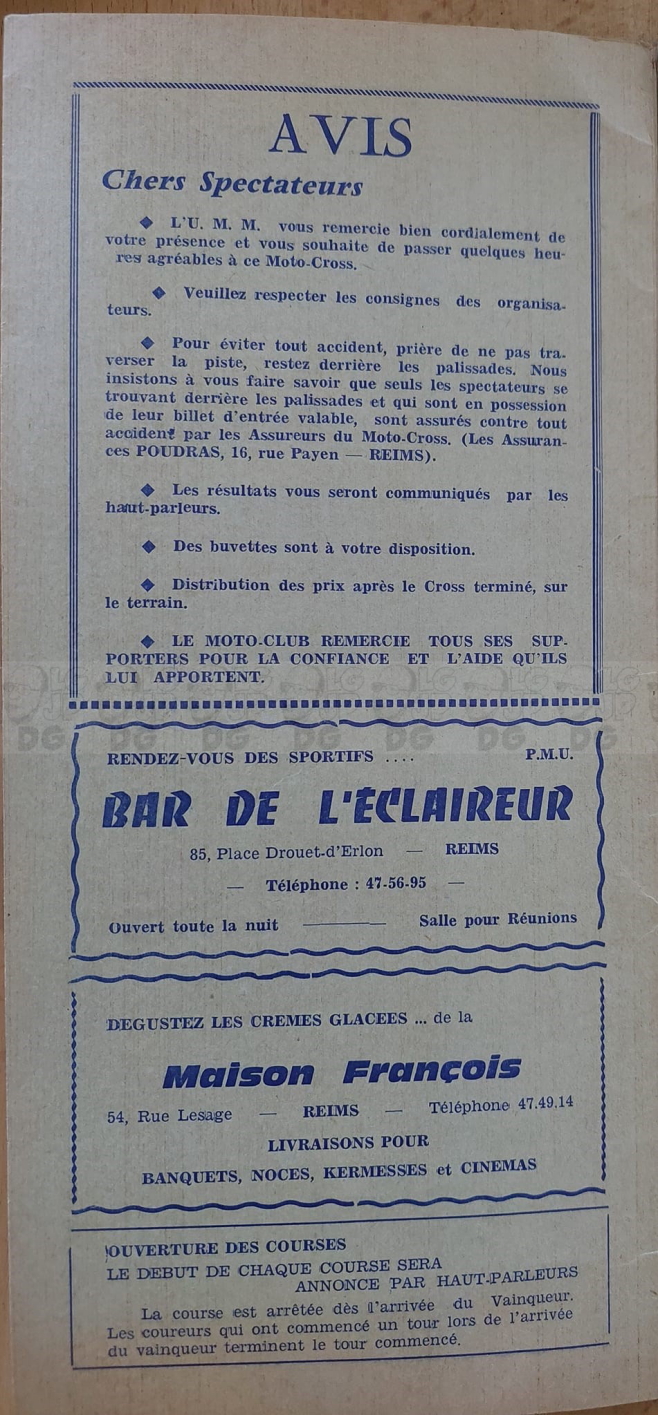 AVIS
Chers Spectateurs
◆ L'U. M. M. vous remercie bien cordialement de
votre présence et vous souhaite de passer quelques heu-
res agréables à ce Moto-Cross.
◆ Veuillez respecter les consignes des organisa-
teurs.
◆ Pour éviter tout accident, prière de ne pas tra-
verser la piste, restez derrière les palissades. Nous
insistons à vous faire savoir que seuls les spectateurs se
trouvant derrière les palissades et qui sont en possession
de leur billet d'entrée valable, sont assurés contre tout
accident par les Assureurs du Moto-Cross. (Les Assuran-
ces POUDRAS, 16, rue Payen — REIMS).
◆ Les résultats vous seront communiqués par les
haut-parleurs.
◆ Des buvettes sont à votre disposition.
◆ Distribution des prix après le Cross terminé, sur
le terrain.
◆ LE MOTO-CLUB REMERCIE TOUS SES SUP-
PORTERS POUR LA CONFIANCE ET L'AIDE QU'ILS
LUI APPORTENT.
DG DG DG DG DG DG DG
RENDEZ-VOUS DES SPORTIFS .... P.M.U.
BAR DE L'ÉCLAIREUR
85, Place Drouet-d'Erlon — REIMS
— Téléphone : 47-56-95 —
Ouvert toute la nuit ——— Salle pour Réunions
DEGUSTEZ LES CREMES GLACEES ... de la
Maison François
54, Rue Lesage — REIMS — Téléphone 47.49.14
LIVRAISONS POUR
BANQUETS, NOCES, KERMESSES et CINEMAS
OUVERTURE DES COURSES
LE DEBUT DE CHAQUE COURSE SERA
ANNONCE PAR HAUT-PARLEURS
La course est arrêtée dès l'arrivée du Vainqueur.
Les coureurs qui ont commencé un tour lors de l'arrivée
du vainqueur terminent le tour commencé.